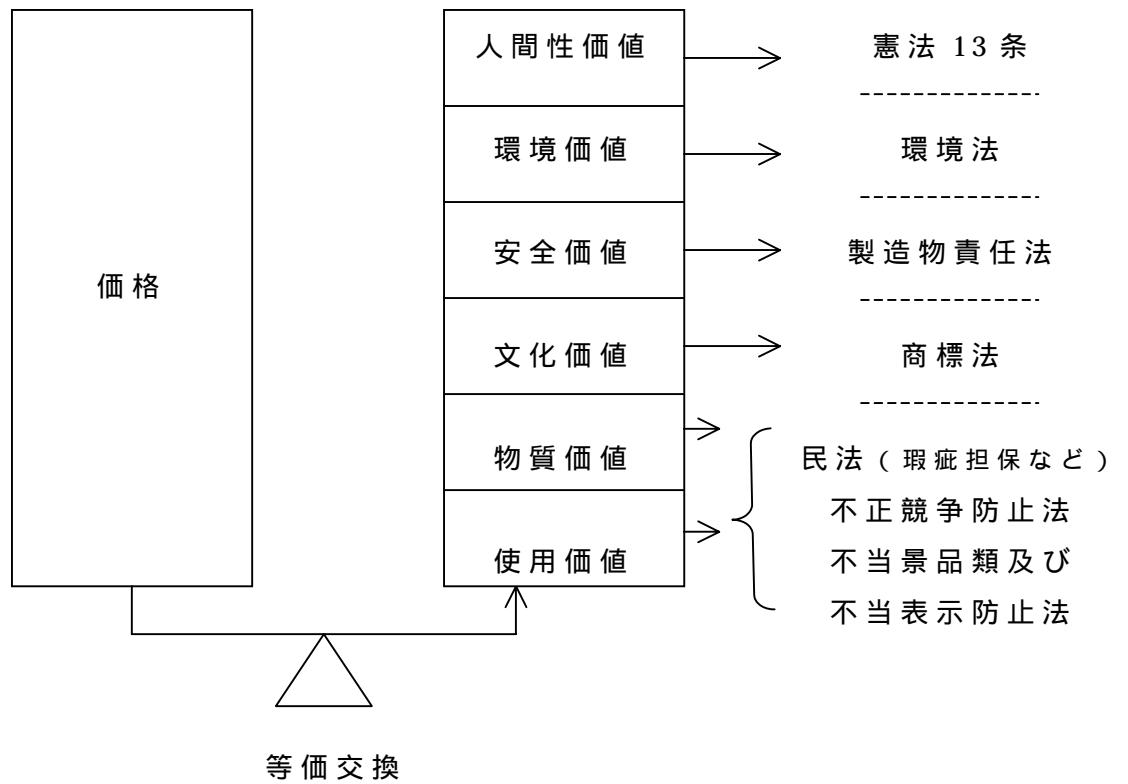 人間性価値
憲法 13 条
環境価値
環境法
安全価値
製造物責任法
価格
文化価値
商標法
物質価値
民法 ( 瑕疵担保など )
不正競争防止法
使用価値
不当景品類及び
不当表示防止法
等価交換